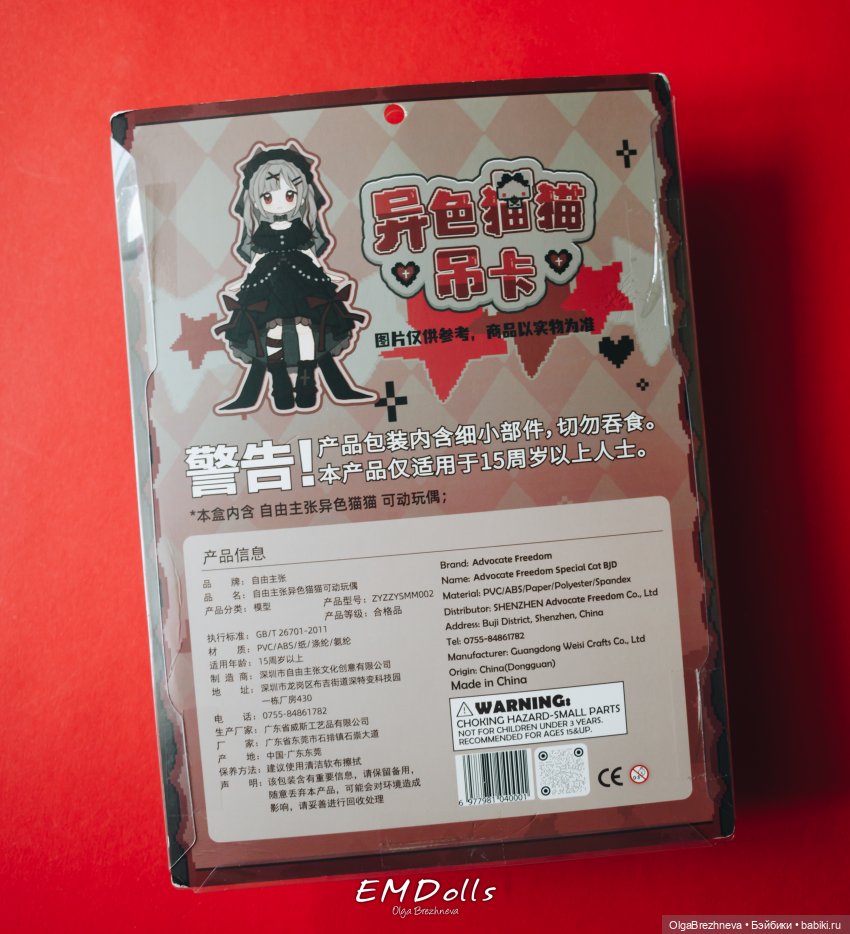 异色猫猫
吊卡
图片仅供参考，商品以实物为准
警告！
产品包装内含细小部件，切勿吞食。
本产品仅适用于15周岁以上人士。
*本盒内含 自由主张异色猫猫 可动玩偶；
产品信息
品 牌：自由主张
品 名：自由主张异色猫猫可动玩偶
产品分类：模型 产品型号：ZYZZYSMM002
产品等级：合格品
执行标准：GB/T 26701-2011
材 质：PVC/ABS/纸/涤纶/氨纶
适用年龄：15周岁以上
制 造 商：深圳市自由主张文化创意有限公司
地 址：深圳市龙岗区布吉街道深特变科技园
一栋厂房430
电 话：0755-84861782
生产厂家：广东省威斯工艺品有限公司
厂 家：广东省东莞市石排镇石崇大道
产 地：中国·广东东莞
保养方法：建议使用清洁软布擦拭
声 明：该包装含有重要信息，请保留备用，
随意丢弃本产品，可能会对环境造成
影响，请妥善进行回收处理
Brand: Advocate Freedom
Name: Advocate Freedom Special Cat BJD
Material: PVC/ABS/Paper/Polyester/Spandex
Distributor: SHENZHEN Advocate Freedom Co., Ltd
Address: Buji District, Shenzhen, China
Tel: 0755-84861782
Manufacturer: Guangdong Weisi Crafts Co., Ltd
Origin: China(Dongguan)
Made in China
WARNING:
CHOKING HAZARD-SMALL PARTS
NOT FOR CHILDREN UNDER 3 YEARS.
RECOMMENDED FOR AGES 15&UP.
6 977981 040001
CE
0-3
EMDolls
Olga Brezhneva
OlgaBrezhneva • Бэйбики • babiki.ru